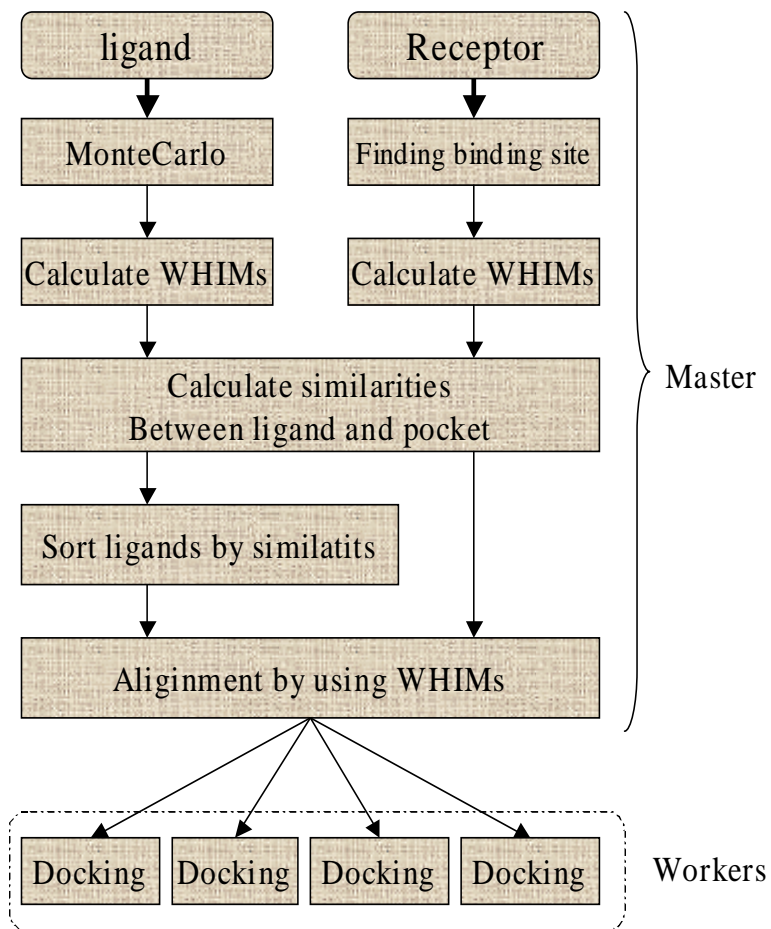 ligand
Receptor
MonteCarlo
Finding binding site
Calculate WHIMs
Calculate WHIMs
Calculate similarities
Between ligand and pocket
Master
Sort ligands by similatits
Aliginment by using WHIMs
Docking
Docking
Docking
Docking
Workers